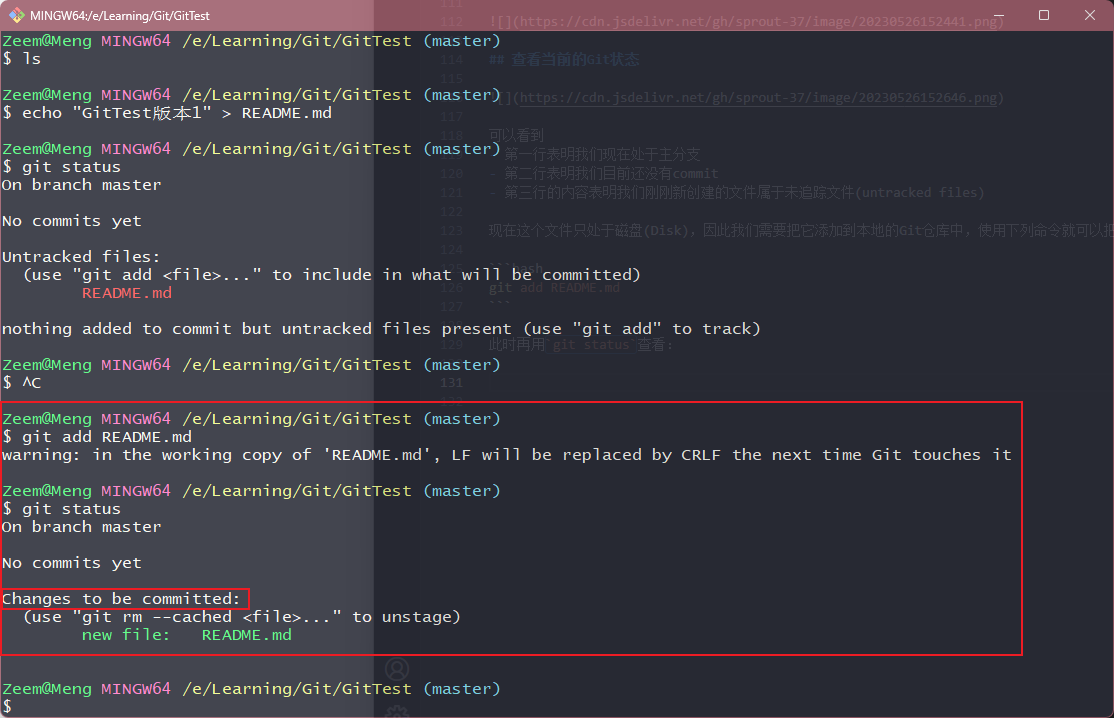 MINGW64:/e/Learning/Git/GitTest
Zeem@Meng MINGW64 /e/Learning/Git/GitTest (master)
$ ls
Zeem@Meng MINGW64 /e/Learning/Git/GitTest (master)
$ echo "GitTest版本1" > README.md
Zeem@Meng MINGW64 /e/Learning/Git/GitTest (master)
$ git status
On branch master
No commits yet
Untracked files:
(use "git add <file>..." to include in what will be committed)
README.md
nothing added to commit but untracked files present (use "git add" to track)
Zeem@Meng MINGW64 /e/Learning/Git/GitTest (master)
$ ^C
Zeem@Meng MINGW64 /e/Learning/Git/GitTest (master)
$ git add README.md
warning: in the working copy of 'README.md', LF will be replaced by CRLF the next time Git touches it
Zeem@Meng MINGW64 /e/Learning/Git/GitTest (master)
$ git status
On branch master
No commits yet
Changes to be committed:
(use "git rm --cached <file>..." to unstage)
new file:   README.md
Zeem@Meng MINGW64 /e/Learning/Git/GitTest (master)
$
![](https://cdn.jsdelivr.net/gh/sprout-37/image/20230526152441.png)
114 ## 查看当前的Git状态
115
![](https://cdn.jsdelivr.net/gh/sprout-37/image/20230526152646.png)
117
118 可以看到
- 第一行表明我们现在处于主分支
120 - 第二行表明我们目前还没有commit
121 - 第三行的内容表明我们刚刚新创建的文件属于未追踪文件(untracked files)
122
123 现在这个文件只处于磁盘(Disk)，因此我们需要把它添加到本地的Git仓库中，使用下列命令就可以把
124
```bash
126 git add README.md
127 ```
129 此时再用`git status`查看：
131